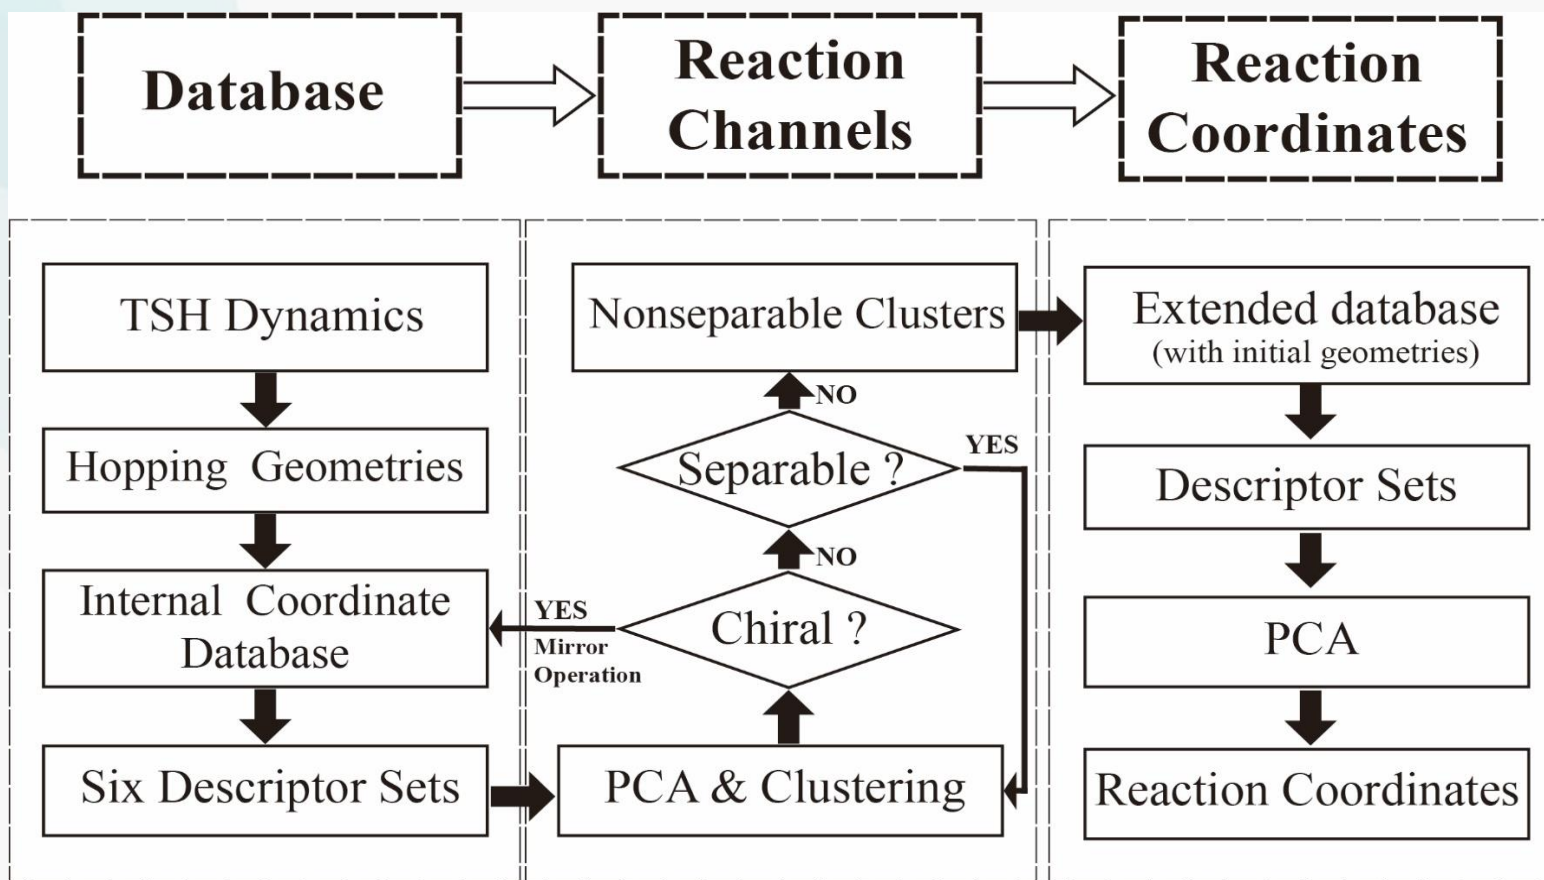 Database
Reaction
Channels
Reaction
Coordinates
TSH Dynamics
Hopping Geometries
Internal Coordinate
Database
Six Descriptor Sets
Nonseparable Clusters
NO
Separable ?
YES
NO
Chiral ?
YES
Mirror
Operation
PCA & Clustering
Extended database
(with initial geometries)
Descriptor Sets
PCA
Reaction Coordinates